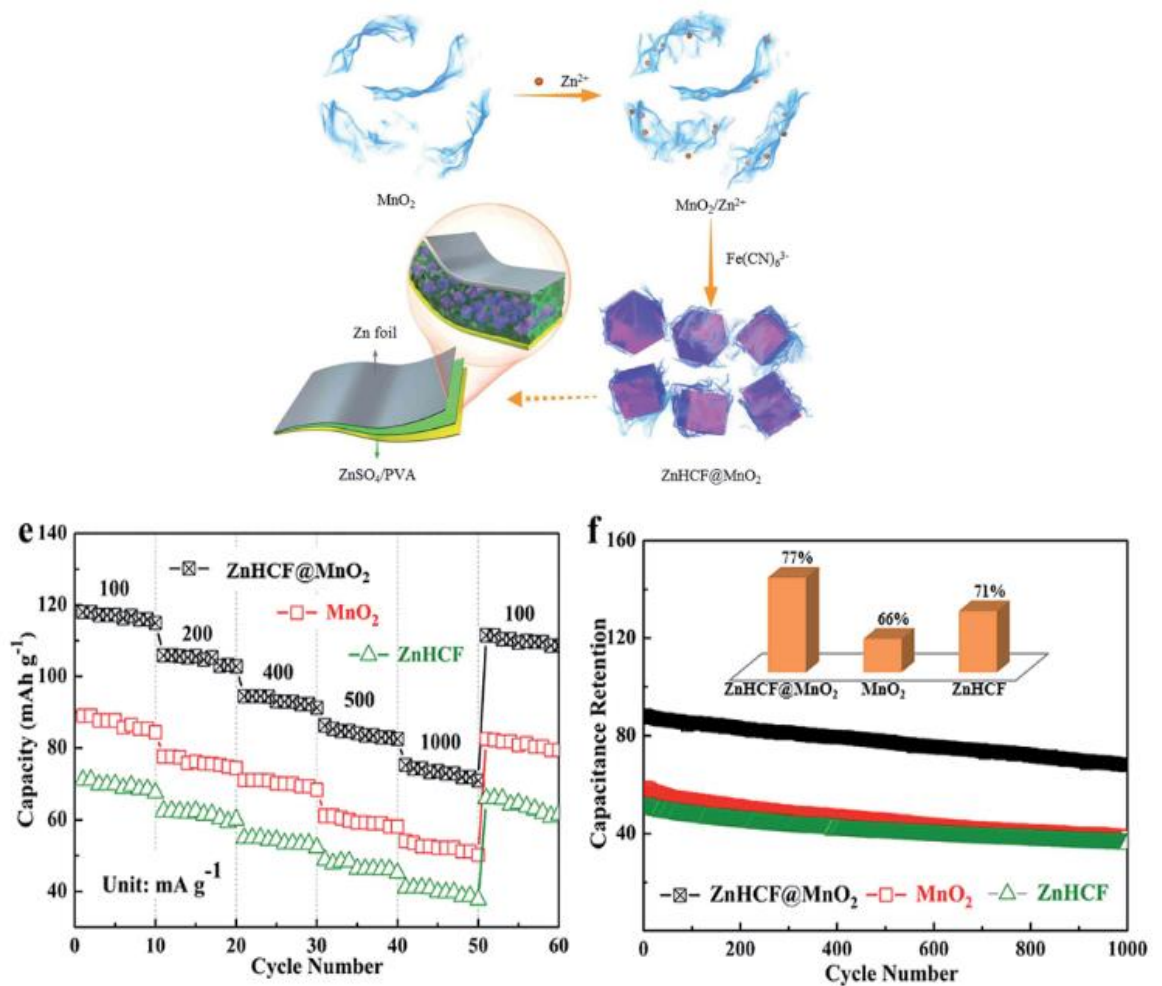 Zn²⁺
MnO₂
MnO₂/Zn²⁺
Fe(CN)₆³⁻
Zn foil
ZnSO₄/PVA
ZnHCF@MnO₂
e
140
120
100
80
60
40
Capacity (mAh g⁻¹)
ZnHCF@MnO₂
MnO₂
ZnHCF
100
200
400
500
1000
100
Unit: mA g⁻¹
0 10 20 30 40 50 60
Cycle Number
f
160
120
80
40
Capacitance Retention
77%
66%
71%
ZnHCF@MnO₂ MnO₂ ZnHCF
ZnHCF@MnO₂ MnO₂ ZnHCF
0 200 400 600 800 1000
Cycle Number